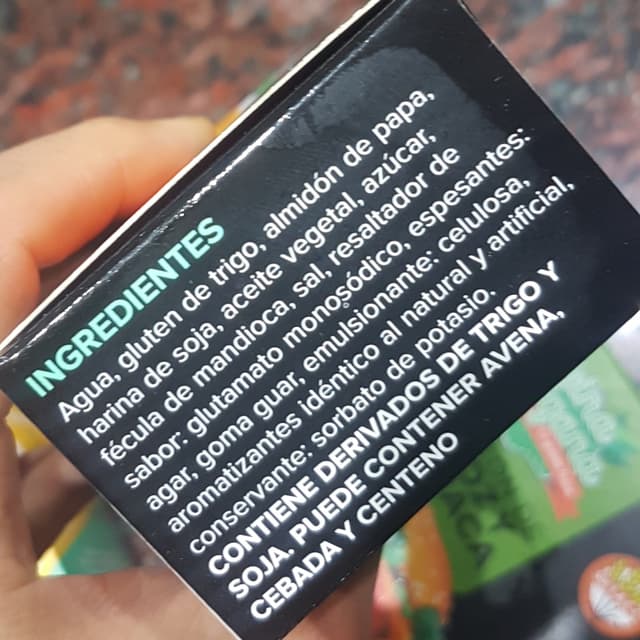 INGREDIENTES
Agua, gluten de trigo, almidón de papa,
harina de soja, aceite vegetal, azúcar,
fécula de mandioca, sal, resaltador de
sabor: glutamato monosódico, espesantes:
agar, goma guar, emulsionante: celulosa,
aromatizantes idéntico al natural y artificial,
conservante: sorbato de potasio.
CONTIENE DERIVADOS DE TRIGO Y
SOJA. PUEDE CONTENER AVENA,
CEBADA Y CENTENO